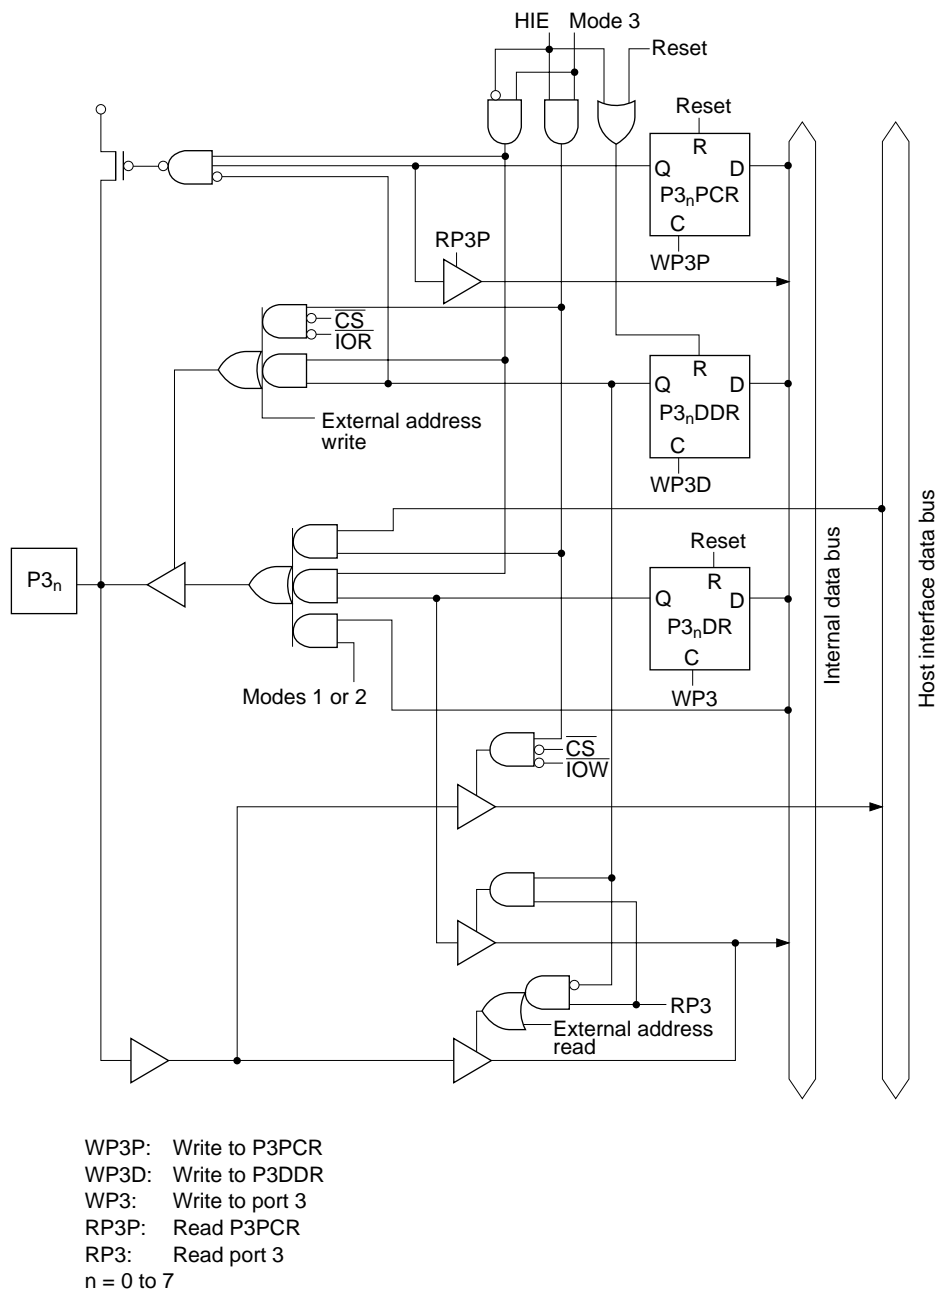 HIE Mode 3
Reset
Reset
R
Q D
P3nPCR
C
WP3P
RP3P
CS
IOR
R
Q D
P3nDDR
C
WP3D
External address
write
Reset
R
Q D
P3nDR
C
WP3
P3n
Modes 1 or 2
Internal data bus
Host interface data bus
CS
IOW
RP3
External address
read
WP3P: Write to P3PCR
WP3D: Write to P3DDR
WP3: Write to port 3
RP3P: Read P3PCR
RP3: Read port 3
n = 0 to 7